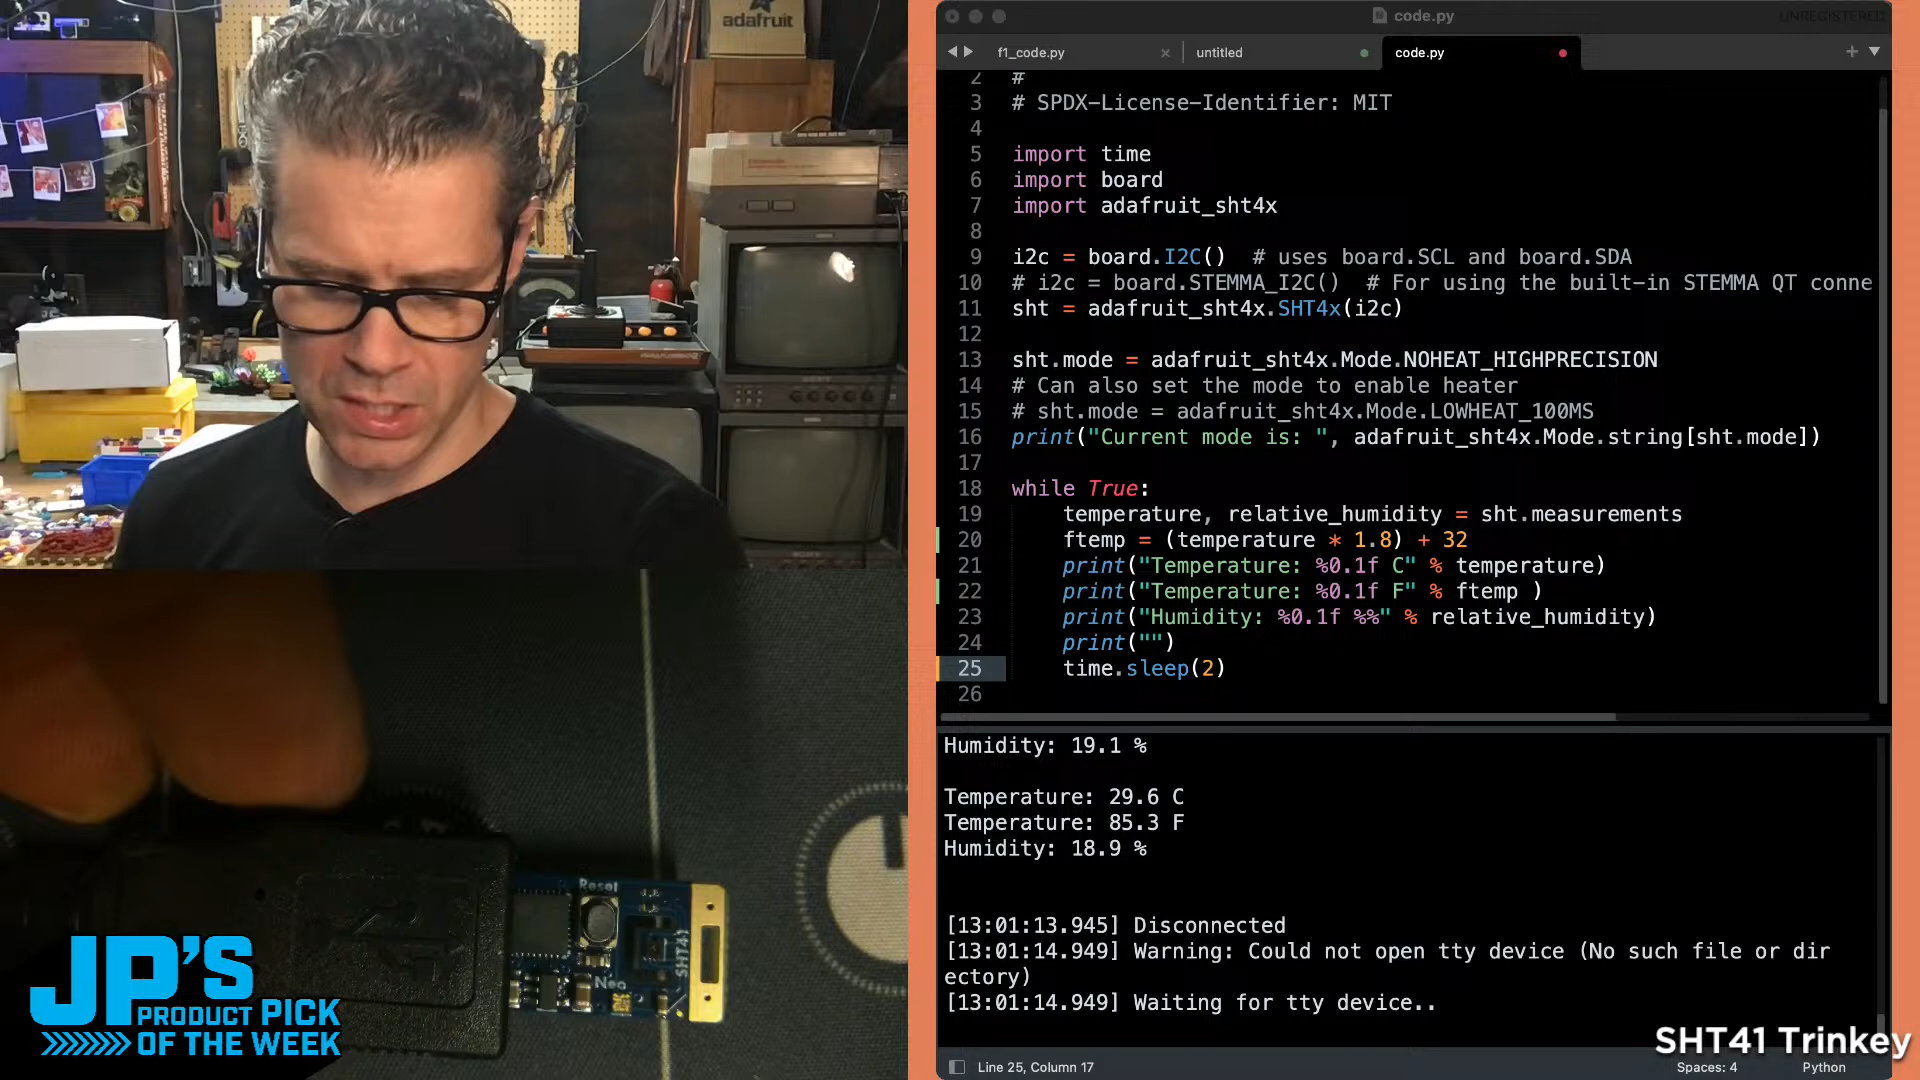 adafruit
code.py
UNREGISTERED
f1_code.py
untitled
code.py
2 #
3 # SPDX-License-Identifier: MIT
4
5 import time
6 import board
7 import adafruit_sht4x
8
9 i2c = board.I2C()  # uses board.SCL and board.SDA
10 # i2c = board.STEMMA_I2C()  # For using the built-in STEMMA QT conne
11 sht = adafruit_sht4x.SHT4x(i2c)
12
13 sht.mode = adafruit_sht4x.Mode.NOHEAT_HIGHPRECISION
14 # Can also set the mode to enable heater
15 # sht.mode = adafruit_sht4x.Mode.LOWHEAT_100MS
16 print("Current mode is: ", adafruit_sht4x.Mode.string[sht.mode])
17
18 while True:
19     temperature, relative_humidity = sht.measurements
20     ftemp = (temperature * 1.8) + 32
21     print("Temperature: %0.1f C" % temperature)
22     print("Temperature: %0.1f F" % ftemp )
23     print("Humidity: %0.1f %%" % relative_humidity)
24     print("")
25     time.sleep(2)
26
Humidity: 19.1 %
Temperature: 29.6 C
Temperature: 85.3 F
Humidity: 18.9 %
[13:01:13.945] Disconnected
[13:01:14.949] Warning: Could not open tty device (No such file or dir
ectory)
[13:01:14.949] Waiting for tty device..
Line 25, Column 17
Spaces: 4
Python
Reset
SHT41
Neo
JP'S
PRODUCT PICK
OF THE WEEK
SHT41 Trinkey